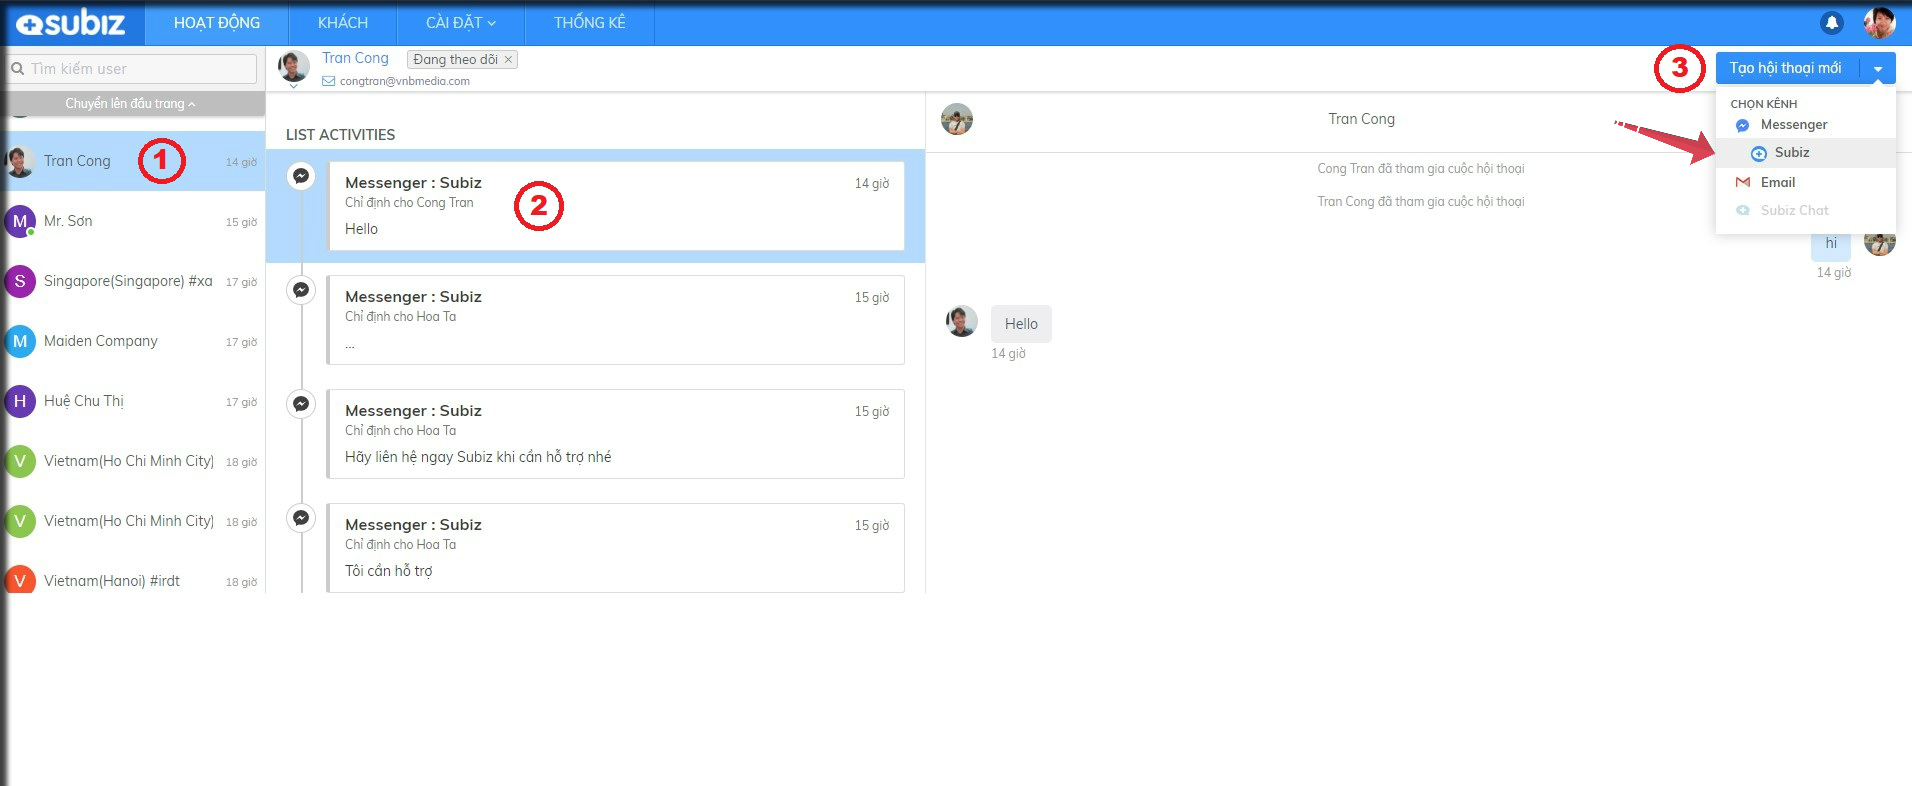 subiz
HOẠT ĐỘNG
KHÁCH
CÀI ĐẶT
THỐNG KÊ
Tìm kiếm user
Chuyển lên đầu trang
Tran Cong
14 giờ
1
M
Mr. Sơn
15 giờ
S
Singapore(Singapore) #xa
17 giờ
M
Maiden Company
17 giờ
H
Huệ Chu Thị
17 giờ
V
Vietnam(Ho Chi Minh City)
18 giờ
V
Vietnam(Ho Chi Minh City)
18 giờ
V
Vietnam(Hanoi) #irdt
18 giờ
Tran Cong
Đang theo dõi ×
congtran@vnbmedia.com
LIST ACTIVITIES
Messenger : Subiz
14 giờ
Chỉ định cho Cong Tran
Hello
2
Messenger : Subiz
15 giờ
Chỉ định cho Hoa Ta
...
Messenger : Subiz
15 giờ
Chỉ định cho Hoa Ta
Hãy liên hệ ngay Subiz khi cần hỗ trợ nhé
Messenger : Subiz
15 giờ
Chỉ định cho Hoa Ta
Tôi cần hỗ trợ
3
Tạo hội thoại mới
CHỌN KÊNH
Messenger
Subiz
Email
Subiz Chat
Tran Cong
Cong Tran đã tham gia cuộc hội thoại
Tran Cong đã tham gia cuộc hội thoại
hi
14 giờ
Hello
14 giờ